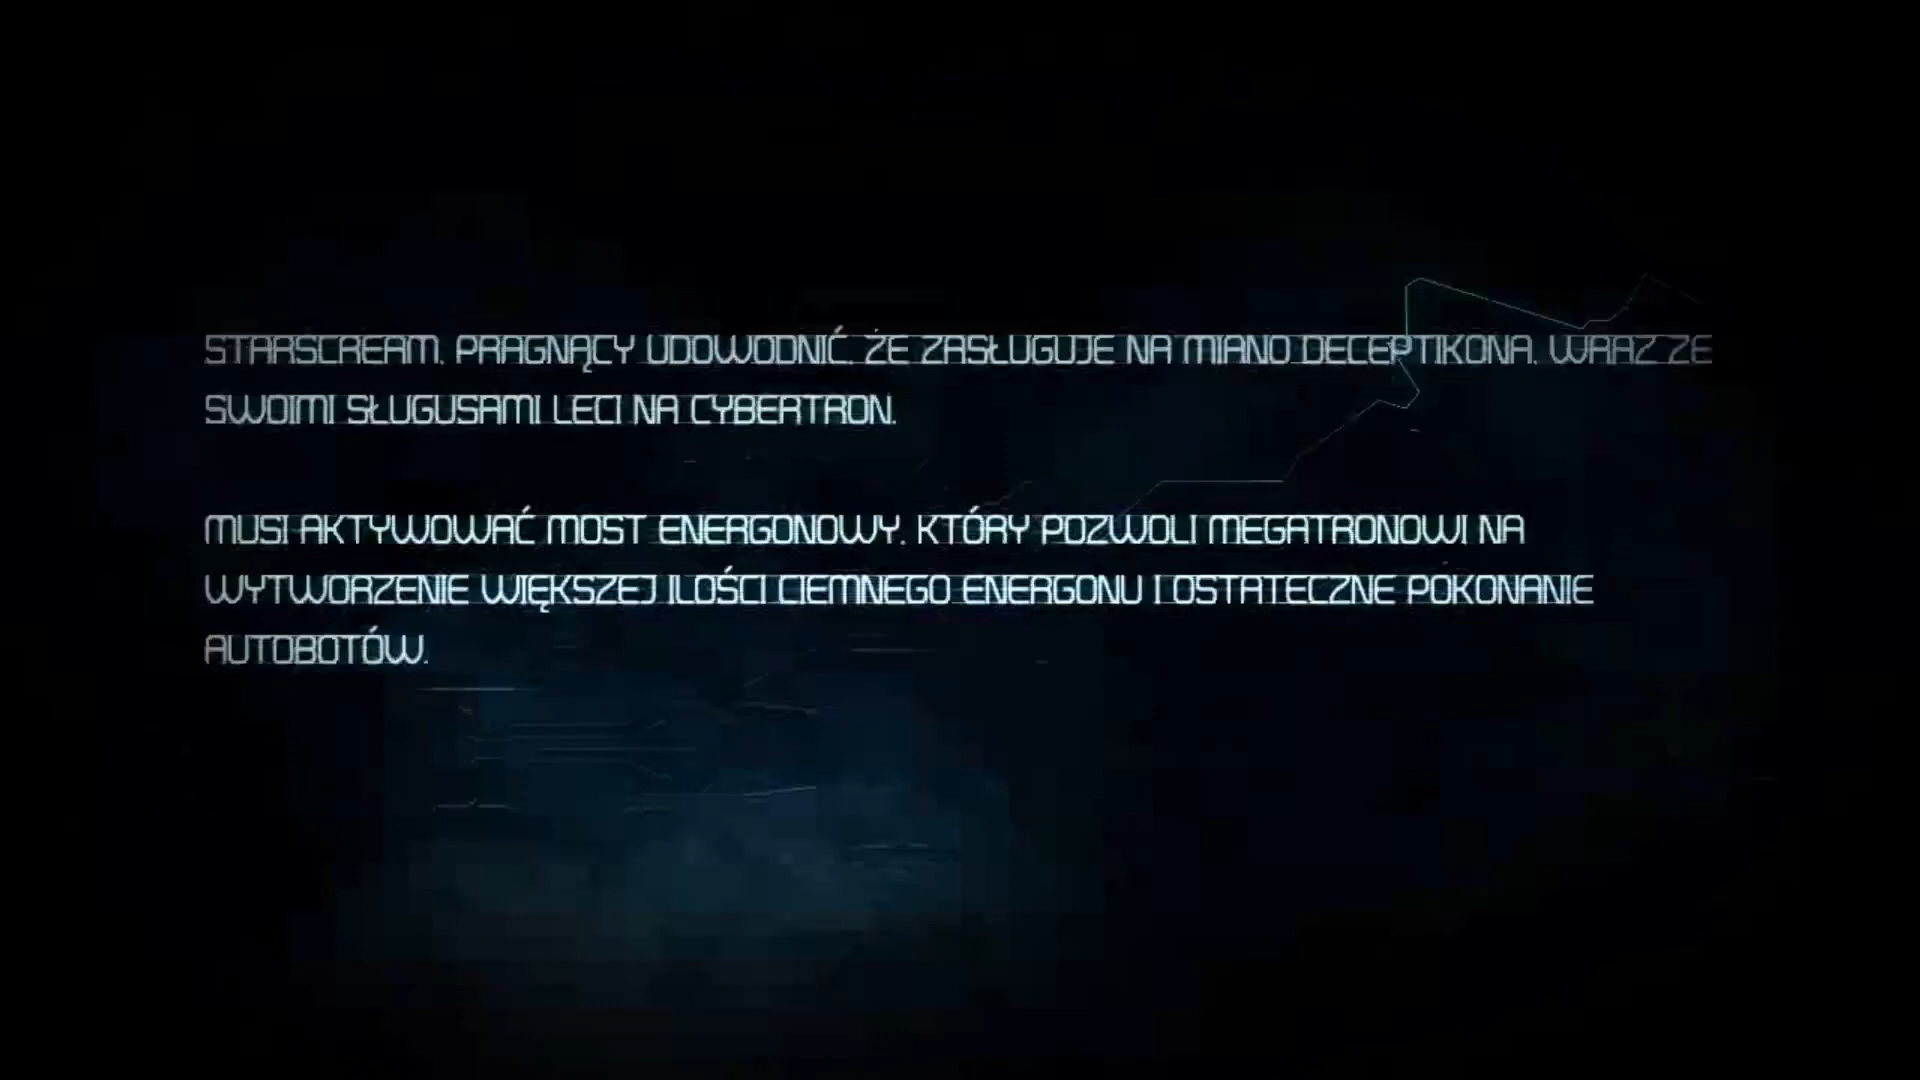 STARSCREAM, PRAGNĄCY UDOWODNIĆ, ŻE ZASŁUGUJE NA MIANO DECEPTIKONA, WRAZ ZE
SWOIMI SŁUGUSAMI LECI NA CYBERTRON.
MUSI AKTYWOWAĆ MOST ENERGONOWY, KTÓRY POZWOLI MEGATRONOWI NA
WYTWORZENIE WIĘKSZEJ ILOŚCI CIEMNEGO ENERGONU I OSTATECZNE POKONANIE
AUTOBOTÓW.